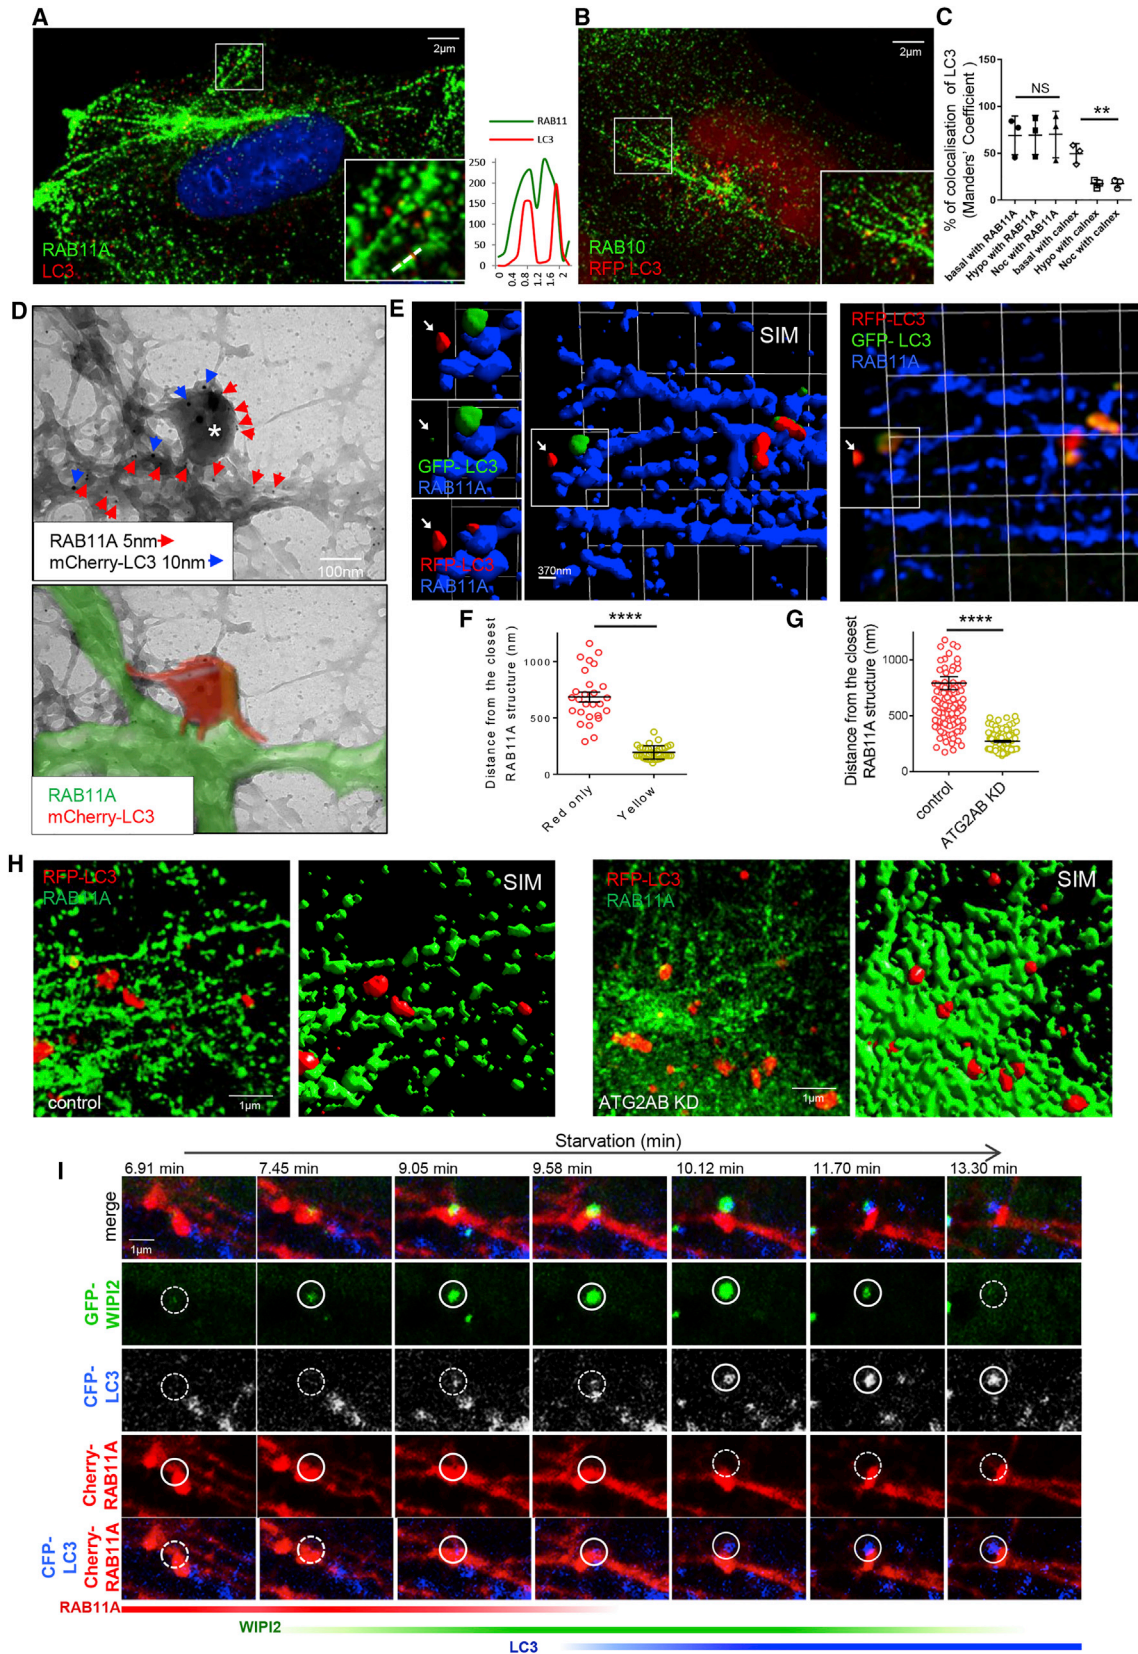 A
2µm
RAB11A
LC3
RAB11
LC3
250
200
150
100
50
0
0
0.4
0.8
1.2
1.6
2
B
2µm
RAB10
RFP LC3
C
% of colocalisation of LC3
(Manders' Coefficient )
150
100
50
0
NS
**
basal with RAB11A
Hypo with RAB11A
Noc with RAB11A
basal with calnex
Hypo with calnex
Noc with calnex
D
*
RAB11A 5nm
mCherry-LC3 10nm
100nm
RAB11A
mCherry-LC3
E
GFP- LC3
RAB11A
RFP-LC3
RAB11A
SIM
370nm
RFP-LC3
GFP- LC3
RAB11A
F
Distance from the closest
RAB11A structure (nm)
****
1000
500
0
Red only
Yellow
G
Distance from the closest
RAB11A structure (nm)
****
1000
500
0
control
ATG2AB KD
H
RFP-LC3
RAB11A
control
1µm
SIM
RFP-LC3
RAB11A
ATG2AB KD
1µm
SIM
I
Starvation (min)
6.91 min
7.45 min
9.05 min
9.58 min
10.12 min
11.70 min
13.30 min
merge
1µm
GFP-
WIPI2
CFP-
LC3
Cherry-
RAB11A
CFP-
LC3
Cherry-
RAB11A
RAB11A
WIPI2
LC3